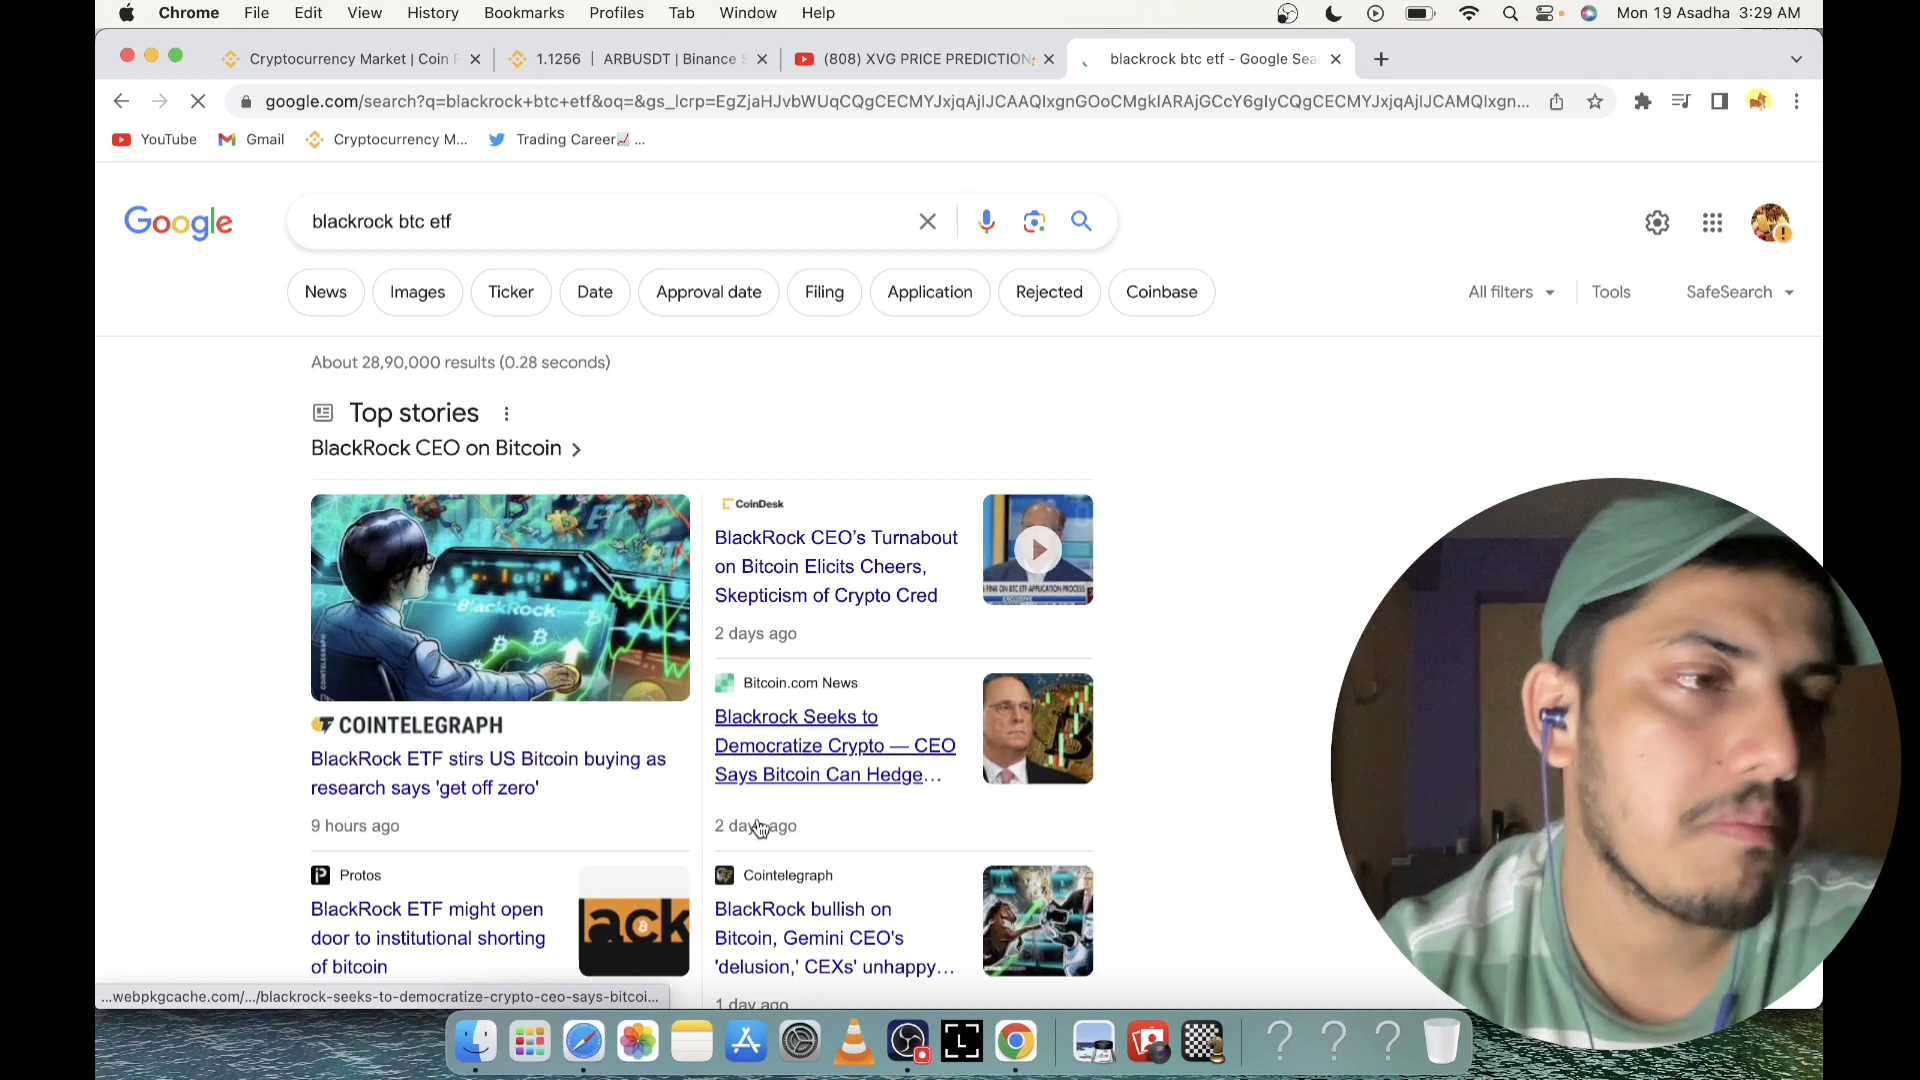 Chrome File Edit View History Bookmarks Profiles Tab Window Help Mon 19 Asadha 3:29 AM
Cryptocurrency Market | Coin 1.1256 | ARBUSDT | Binance S (808) XVG PRICE PREDICTION blackrock btc etf - Google Sea
google.com/search?q=blackrock+btc+etf&oq=&gs_lcrp=EgZjaHJvbWUqCQgCECMYJxjqAjIJCAAQIxgnGOoCMgkIARAjGCcY6gIyCQgCECMYJxjqAjIJCAMQIxgn...
YouTube Gmail Cryptocurrency M... Trading Career ...
Google blackrock btc etf
News Images Ticker Date Approval date Filing Application Rejected Coinbase All filters Tools SafeSearch
About 28,90,000 results (0.28 seconds)
Top stories
BlackRock CEO on Bitcoin
BlackRock
COINTELEGRAPH
BlackRock ETF stirs US Bitcoin buying as
research says 'get off zero'
9 hours ago
Protos
BlackRock ETF might open
door to institutional shorting
of bitcoin
ack
CoinDesk
BlackRock CEO's Turnabout
on Bitcoin Elicits Cheers,
Skepticism of Crypto Cred
2 days ago
FINK ON BTC ETF APPLICATION PROCESS
Bitcoin.com News
Blackrock Seeks to
Democratize Crypto — CEO
Says Bitcoin Can Hedge...
2 days ago
Cointelegraph
BlackRock bullish on
Bitcoin, Gemini CEO's
'delusion,' CEXs' unhappy...
1 day ago
...webpkgcache.com/.../blackrock-seeks-to-democratize-crypto-ceo-says-bitcoi...